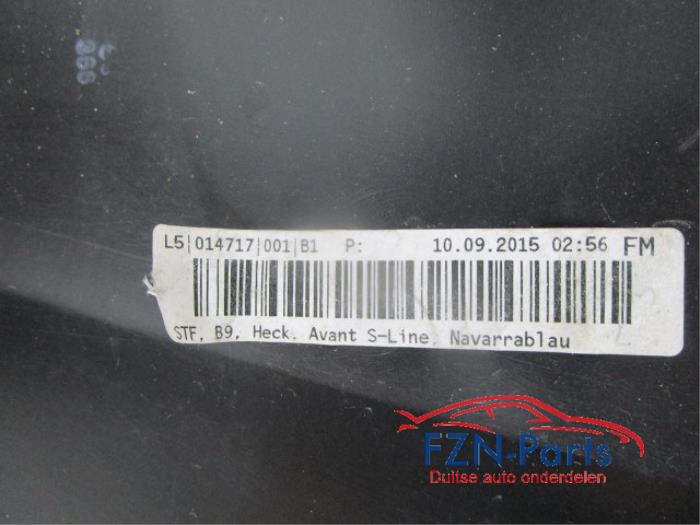 366
L5|014717|001|B1 P: 10.09.2015 02:56 FM
STF, B9, Heck. Avant S-Line, Navarrablau
FZN-Parts
Duitse auto onderdelen